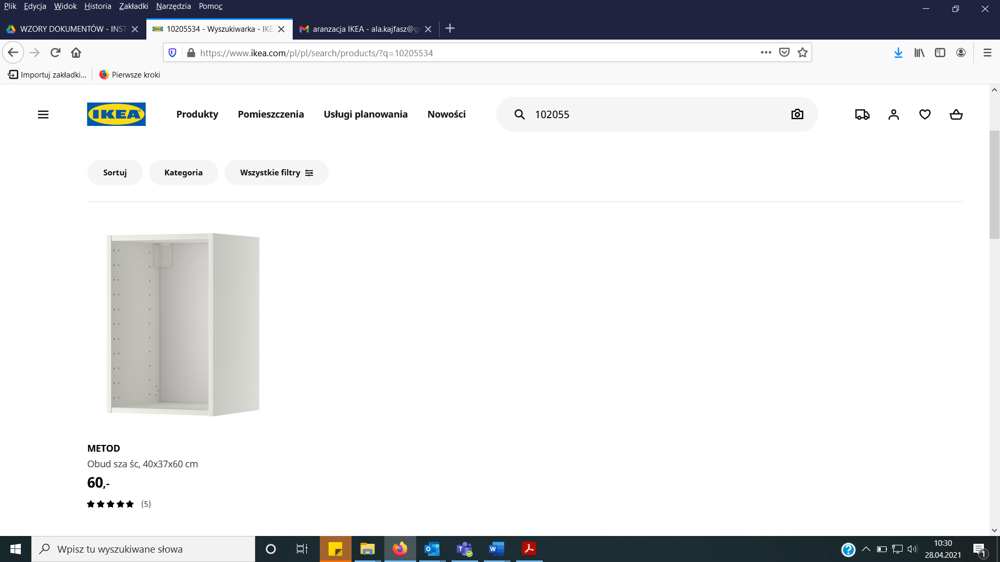 Plik Edycja Widok Historia Zakładki Narzędzia Pomoc
WZORY DOKUMENTÓW - INST
10205534 - Wyszukiwarka - IKE
aranzacja IKEA - ala.kajfasz@g
https://www.ikea.com/pl/pl/search/products/?q=10205534
Importuj zakładki... Pierwsze kroki
IKEA Produkty Pomieszczenia Usługi planowania Nowości 102055
Sortuj Kategoria Wszystkie filtry
METOD
Obud sza śc, 40x37x60 cm
60,-
(5)
Wpisz tu wyszukiwane słowa
10:30
28.04.2021
1